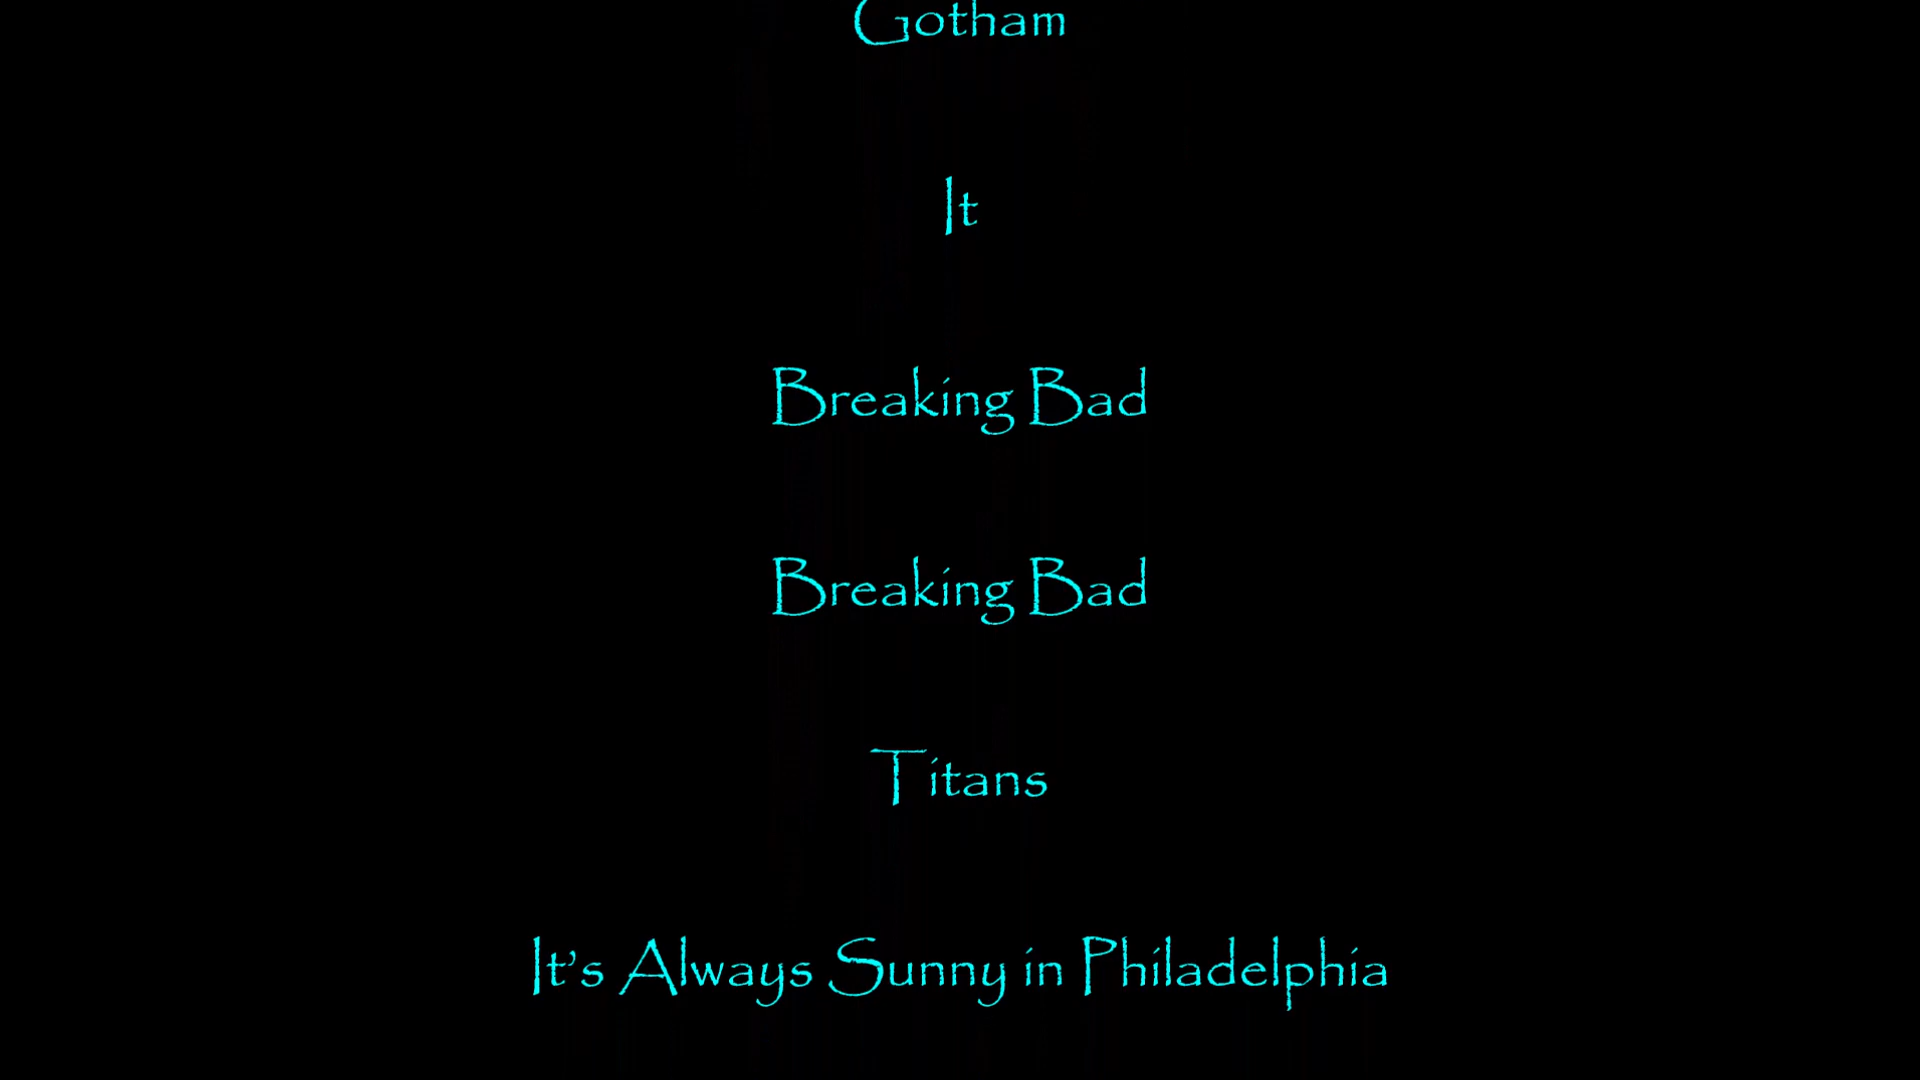 Gotham
It
Breaking Bad
Breaking Bad
Titans
It's Always Sunny in Philadelphia